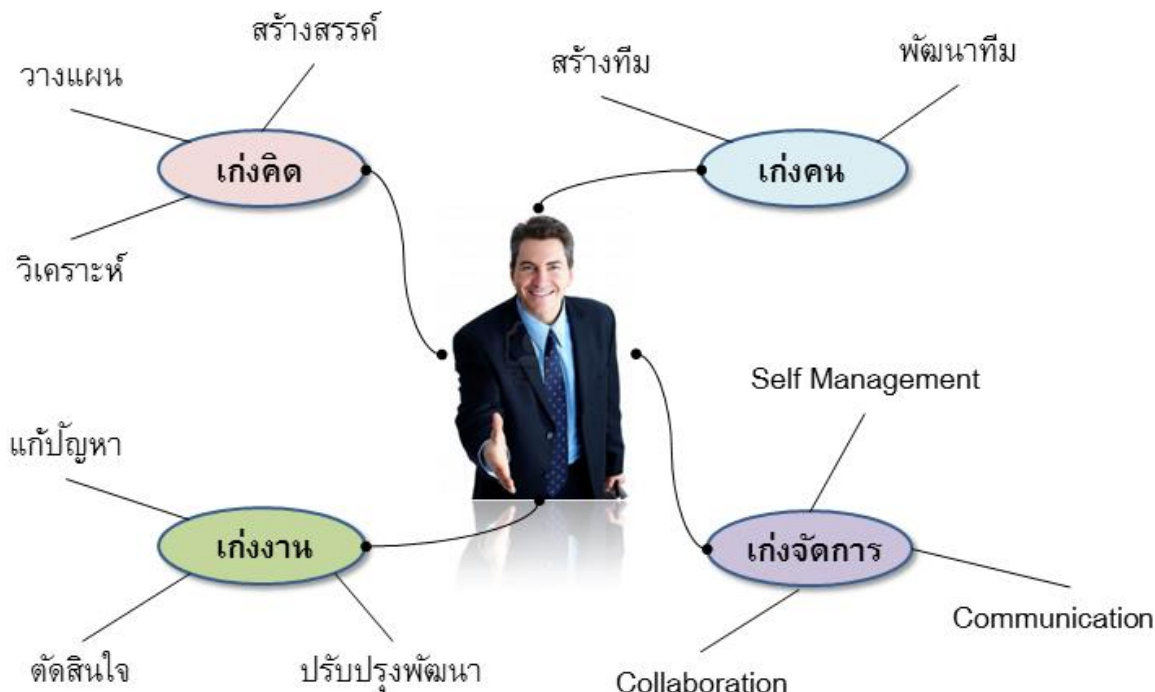 สร้างสรรค์
วางแผน
เก่งคิด
วิเคราะห์
สร้างทีม
พัฒนาทีม
เก่งคน
แก้ปัญหา
เก่งงาน
ตัดสินใจ
ปรับปรุงพัฒนา
Self Management
เก่งจัดการ
Communication
Collaboration